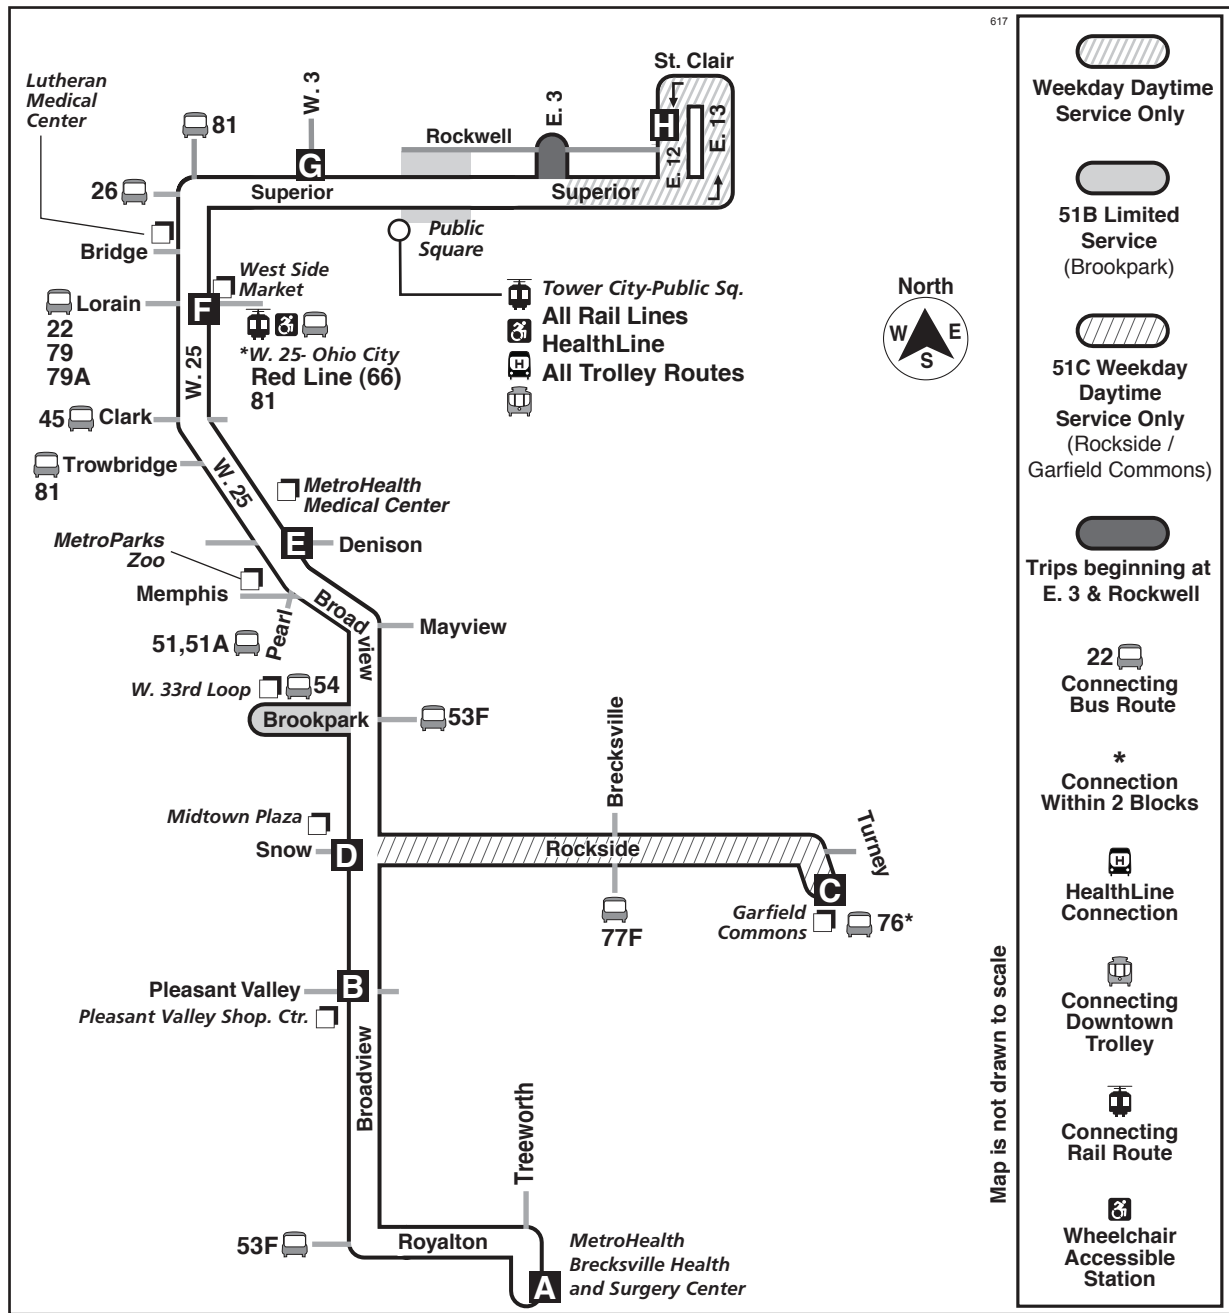 617
St. Clair
Lutheran
Medical
Center
81
W. 3
E. 3
Rockwell
H
E. 12
E. 13
G
26
Superior
Superior
Public
Square
Bridge
West Side
Market
Lorain
22
79
79A
F
*W. 25- Ohio City
Red Line (66)
81
Tower City-Public Sq.
All Rail Lines
HealthLine
H
All Trolley Routes
North
W
E
S
W. 25
45
Clark
Trowbridge
81
W. 25
MetroHealth
Medical Center
MetroParks
Zoo
E
Denison
Memphis
Broad view
Mayview
51,51A
Pearl
W. 33rd Loop
54
Brookpark
53F
Brecksville
Midtown Plaza
Snow
D
Rockside
Turney
C
77F
Garfield
Commons
76*
Pleasant Valley
B
Pleasant Valley Shop. Ctr.
Broadview
Treeworth
53F
Royalton
A
MetroHealth
Brecksville Health
and Surgery Center
Map is not drawn to scale
Weekday Daytime
Service Only
51B Limited
Service
(Brookpark)
51C Weekday
Daytime
Service Only
(Rockside /
Garfield Commons)
Trips beginning at
E. 3 & Rockwell
22
Connecting
Bus Route
*
Connection
Within 2 Blocks
H
HealthLine
Connection
Connecting
Downtown
Trolley
Connecting
Rail Route
Wheelchair
Accessible
Station